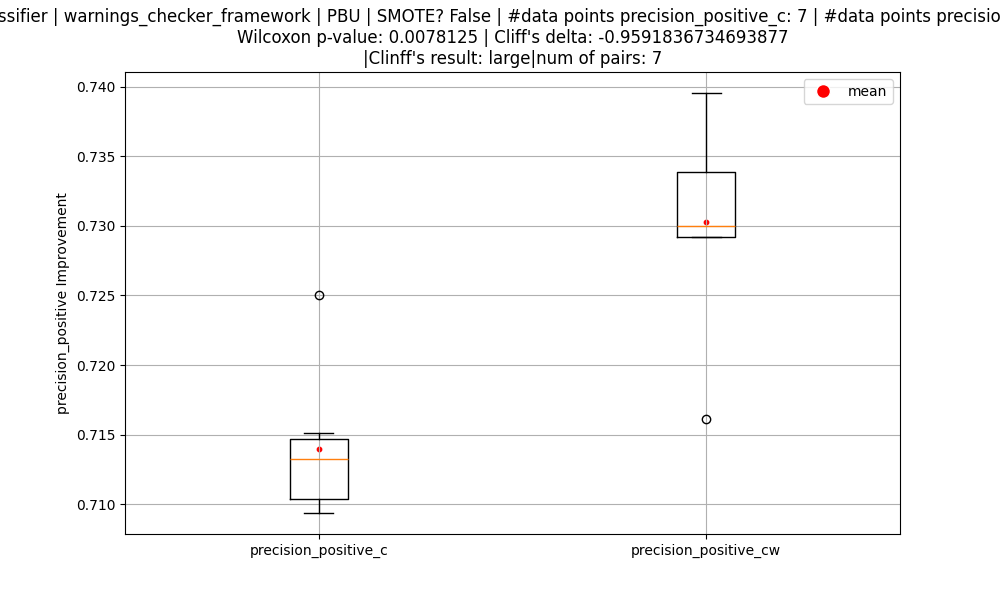 ssifier | warnings_checker_framework | PBU | SMOTE? False | #data points precision_positive_c: 7 | #data points precisio
Wilcoxon p-value: 0.0078125 | Cliff's delta: -0.9591836734693877
|Clinff's result: large|num of pairs: 7
mean
0.740
0.735
0.730
0.725
0.720
0.715
0.710
precision_positive Improvement
precision_positive_c
precision_positive_cw